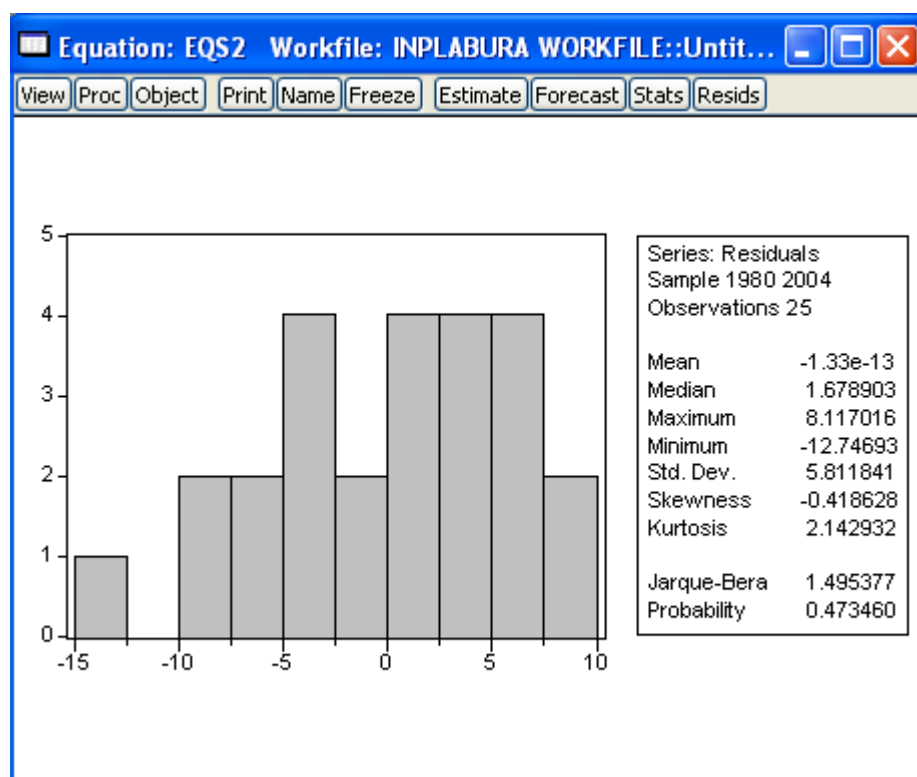 Equation: EQS2 Workfile: INPLABURA WORKFILE::Untit...
View Proc Object Print Name Freeze Estimate Forecast Stats Resids
5
4
3
2
1
0
-15 -10 -5 0 5 10
Series: Residuals
Sample 1980 2004
Observations 25
Mean -1.33e-13
Median 1.678903
Maximum 8.117016
Minimum -12.74693
Std. Dev. 5.811841
Skewness -0.418628
Kurtosis 2.142932
Jarque-Bera 1.495377
Probability 0.473460